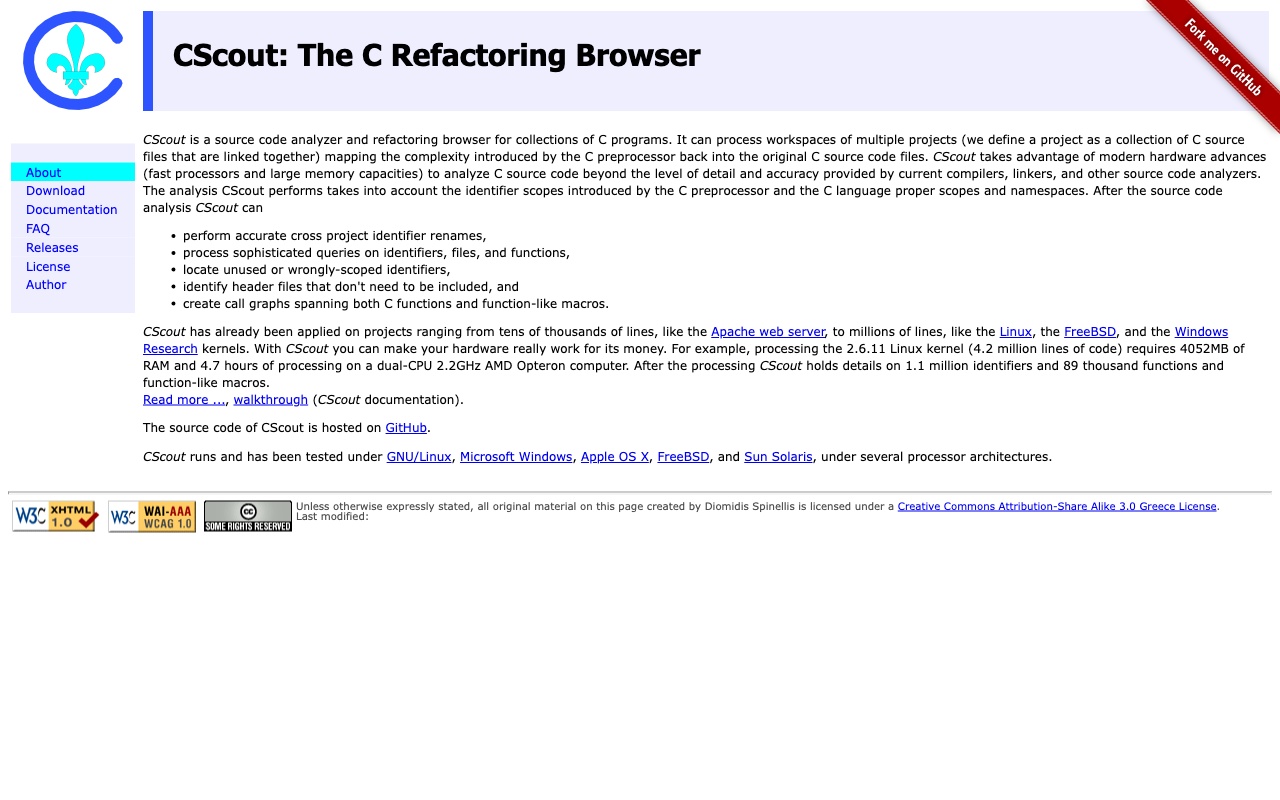 CScout: The C Refactoring Browser
Fork me on GitHub
About
Download
Documentation
FAQ
Releases
License
Author
CScout is a source code analyzer and refactoring browser for collections of C programs. It can process workspaces of multiple projects (we define a project as a collection of C source
files that are linked together) mapping the complexity introduced by the C preprocessor back into the original C source code files. CScout takes advantage of modern hardware advances
(fast processors and large memory capacities) to analyze C source code beyond the level of detail and accuracy provided by current compilers, linkers, and other source code analyzers.
The analysis CScout performs takes into account the identifier scopes introduced by the C preprocessor and the C language proper scopes and namespaces. After the source code
analysis CScout can
• perform accurate cross project identifier renames,
• process sophisticated queries on identifiers, files, and functions,
• locate unused or wrongly-scoped identifiers,
• identify header files that don't need to be included, and
• create call graphs spanning both C functions and function-like macros.
CScout has already been applied on projects ranging from tens of thousands of lines, like the Apache web server, to millions of lines, like the Linux, the FreeBSD, and the Windows
Research kernels. With CScout you can make your hardware really work for its money. For example, processing the 2.6.11 Linux kernel (4.2 million lines of code) requires 4052MB of
RAM and 4.7 hours of processing on a dual-CPU 2.2GHz AMD Opteron computer. After the processing CScout holds details on 1.1 million identifiers and 89 thousand functions and
function-like macros.
Read more ..., walkthrough (CScout documentation).
The source code of CScout is hosted on GitHub.
CScout runs and has been tested under GNU/Linux, Microsoft Windows, Apple OS X, FreeBSD, and Sun Solaris, under several processor architectures.
W3C XHTML 1.0
W3C WAI-AAA WCAG 1.0
cc SOME RIGHTS RESERVED
Unless otherwise expressly stated, all original material on this page created by Diomidis Spinellis is licensed under a Creative Commons Attribution-Share Alike 3.0 Greece License.
Last modified: